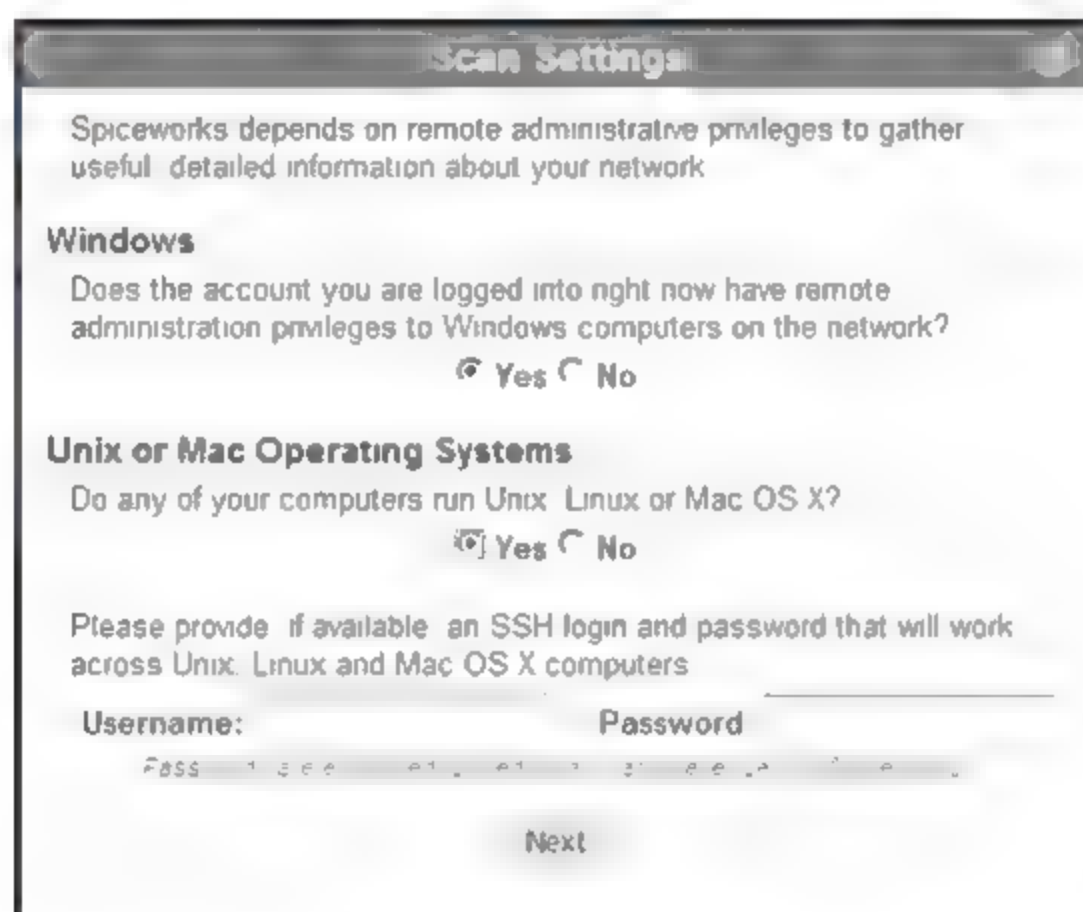 Scan Settings
Spiceworks depends on remote administrative privileges to gather
useful detailed information about your network
Windows
Does the account you are logged into right now have remote
administration privileges to Windows computers on the network?
Yes No
Unix or Mac Operating Systems
Do any of your computers run Unix Linux or Mac OS X?
Yes No
Please provide if available an SSH login and password that will work
across Unix. Linux and Mac OS X computers
Username: Password
Next